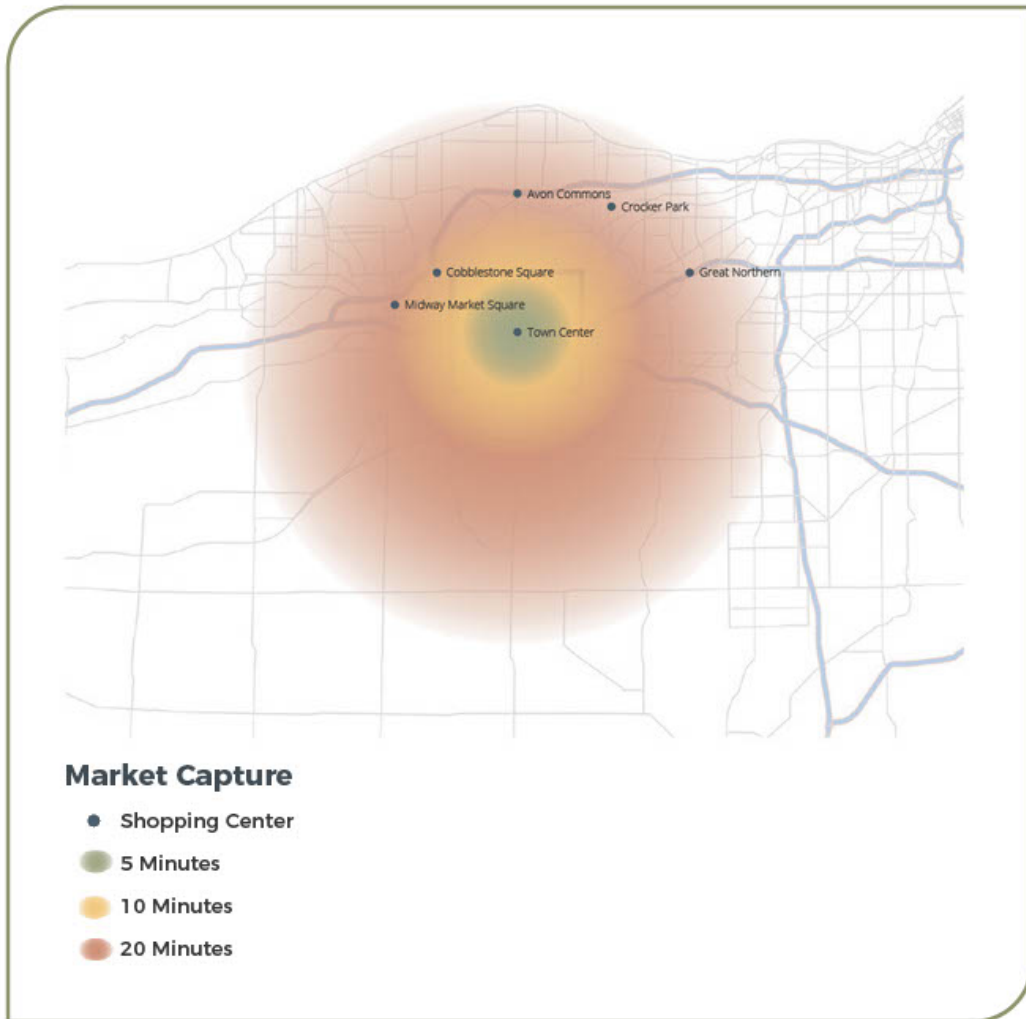 Avon Commons
Crocker Park
Cobblestone Square
Great Northern
Midway Market Square
Town Center
Market Capture
Shopping Center
5 Minutes
10 Minutes
20 Minutes